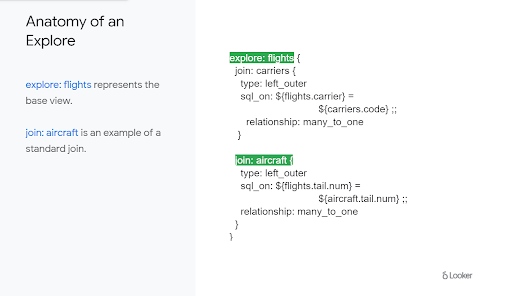 Anatomy of an
Explore
explore: flights represents the
base view.
join: aircraft is an example of a
standard join.
explore: flights {
join: carriers {
type: left_outer
sql_on: ${flights.carrier} =
${carriers.code} ;;
relationship: many_to_one
}
join: aircraft {
type: left_outer
sql_on: ${flights.tail.num} =
${aircraft.tail.num} ;;
relationship: many_to_one
}
}
Looker